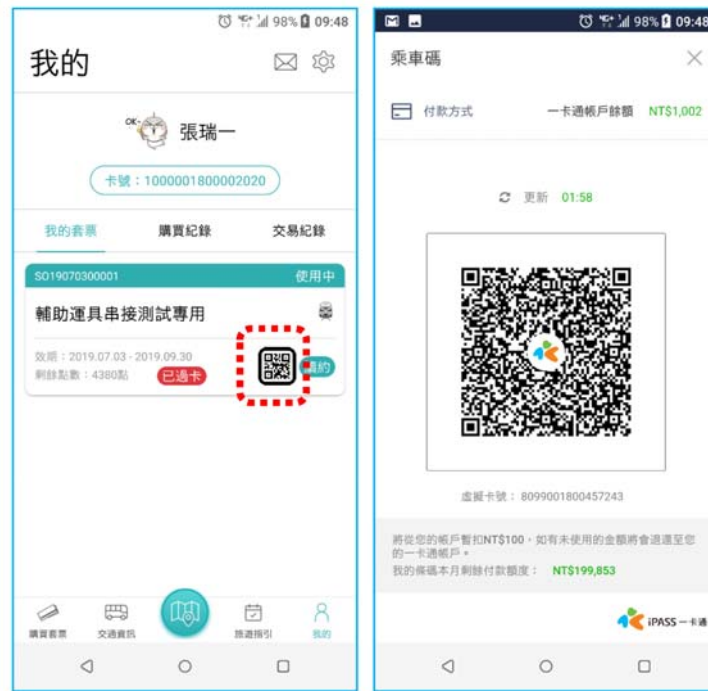 98% 09:48
我的
OK~
張瑞一
卡號：1000001800002020
我的套票 購買紀錄 交易紀錄
SO19070300001 使用中
輔助運具串接測試專用
效期：2019.07.03 - 2019.09.30
剩餘點數：4380點 已過卡 續約
購買套票 交通資訊 旅遊指引 我的
98% 09:48
乘車碼
付款方式 一卡通帳戶餘額 NT$1,002
更新 01:58
虛擬卡號： 8099001800457243
將從您的帳戶暫扣NT$100，如有未使用的金額將會退還至您
的一卡通帳戶。
我的條碼本月剩餘付款額度： NT$199,853
iPASS 一卡通